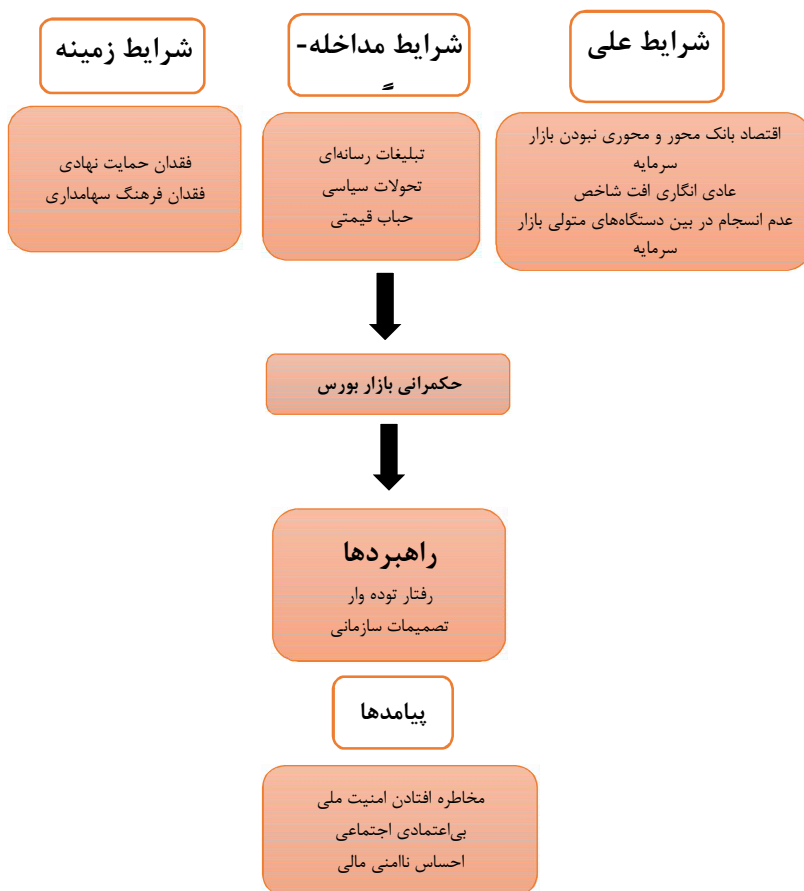 شرایط علی
اقتصاد بانک محور و محوری نبودن بازار
سرمایه
عادی انگاری افت شاخص
عدم انسجام در بین دستگاه‌های متولی بازار
سرمایه
شرایط مداخله-
تبلیغات رسانه‌ای
تحولات سیاسی
حباب قیمتی
شرایط زمینه
فقدان حمایت نهادی
فقدان فرهنگ سهامداری
حکمرانی بازار بورس
راهبردها
رفتار توده وار
تصمیمات سازمانی
پیامدها
مخاطره افتادن امنیت ملی
بی‌اعتمادی اجتماعی
احساس ناامنی مالی